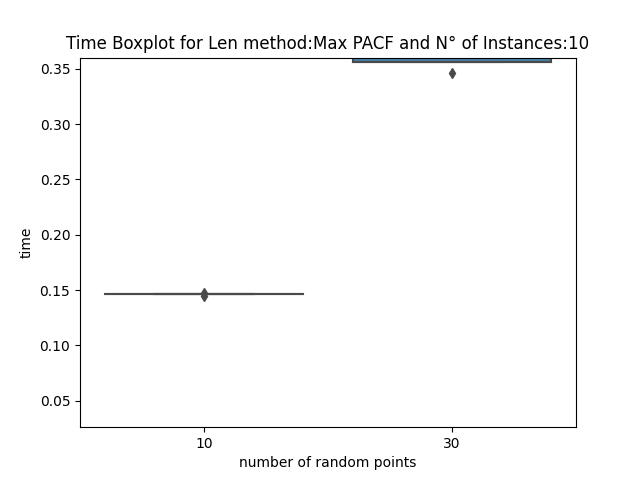 Time Boxplot for Len method:Max PACF and N° of Instances:10
0.35
0.30
0.25
0.20
0.15
0.10
0.05
time
10 30
number of random points